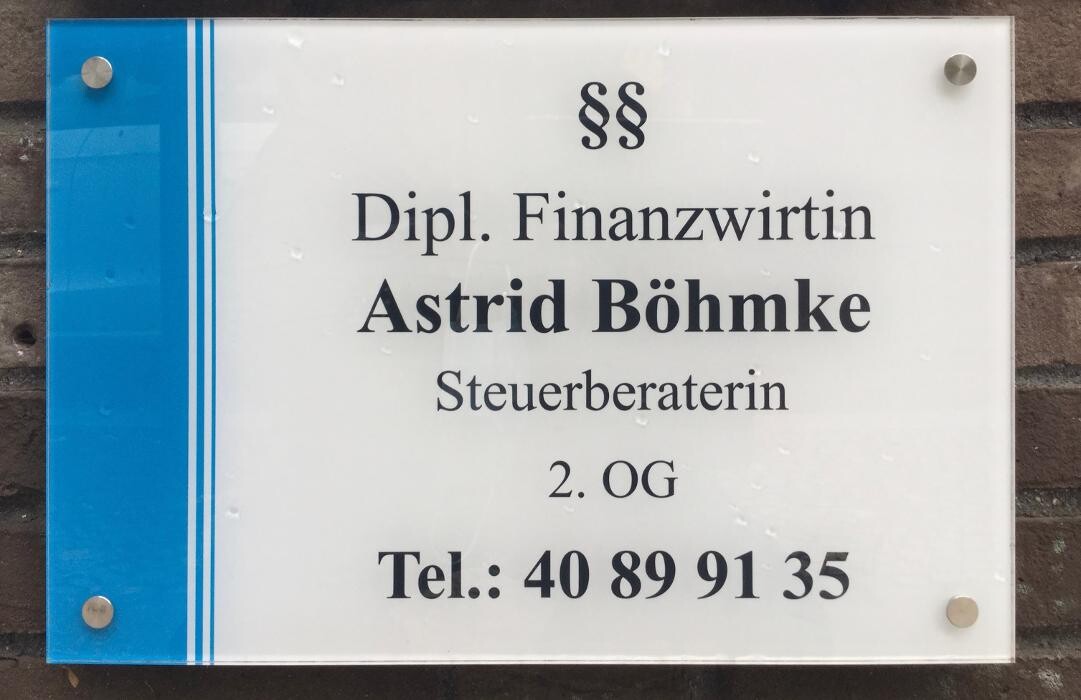 §§
Dipl. Finanzwirtin
Astrid Böhmke
Steuerberaterin
2. OG
Tel.: 40 89 91 35